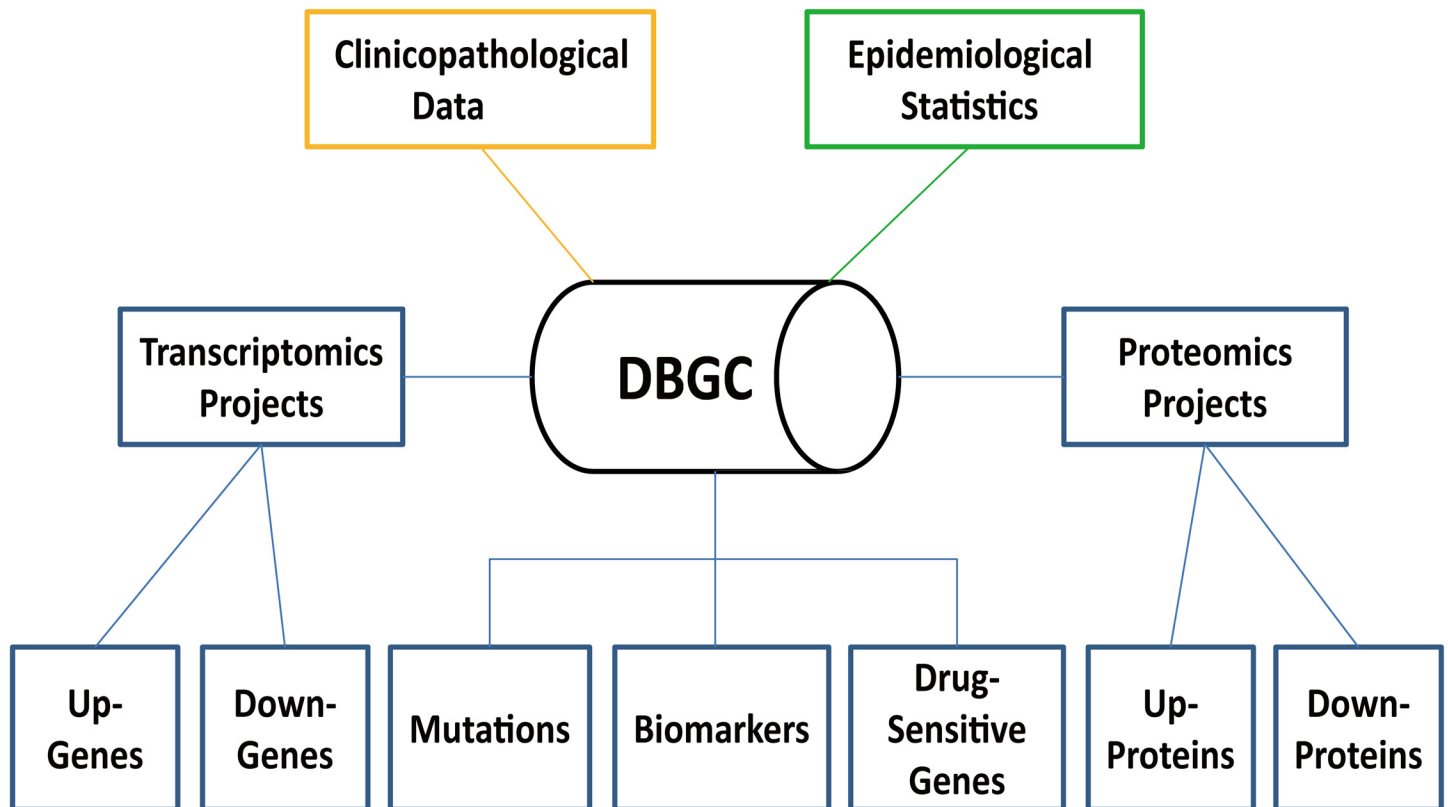 Clinicopathological
Data
Epidemiological
Statistics
Transcriptomics
Projects
DBGC
Proteomics
Projects
Up-
Genes
Down-
Genes
Mutations
Biomarkers
Drug-
Sensitive
Genes
Up-
Proteins
Down-
Proteins